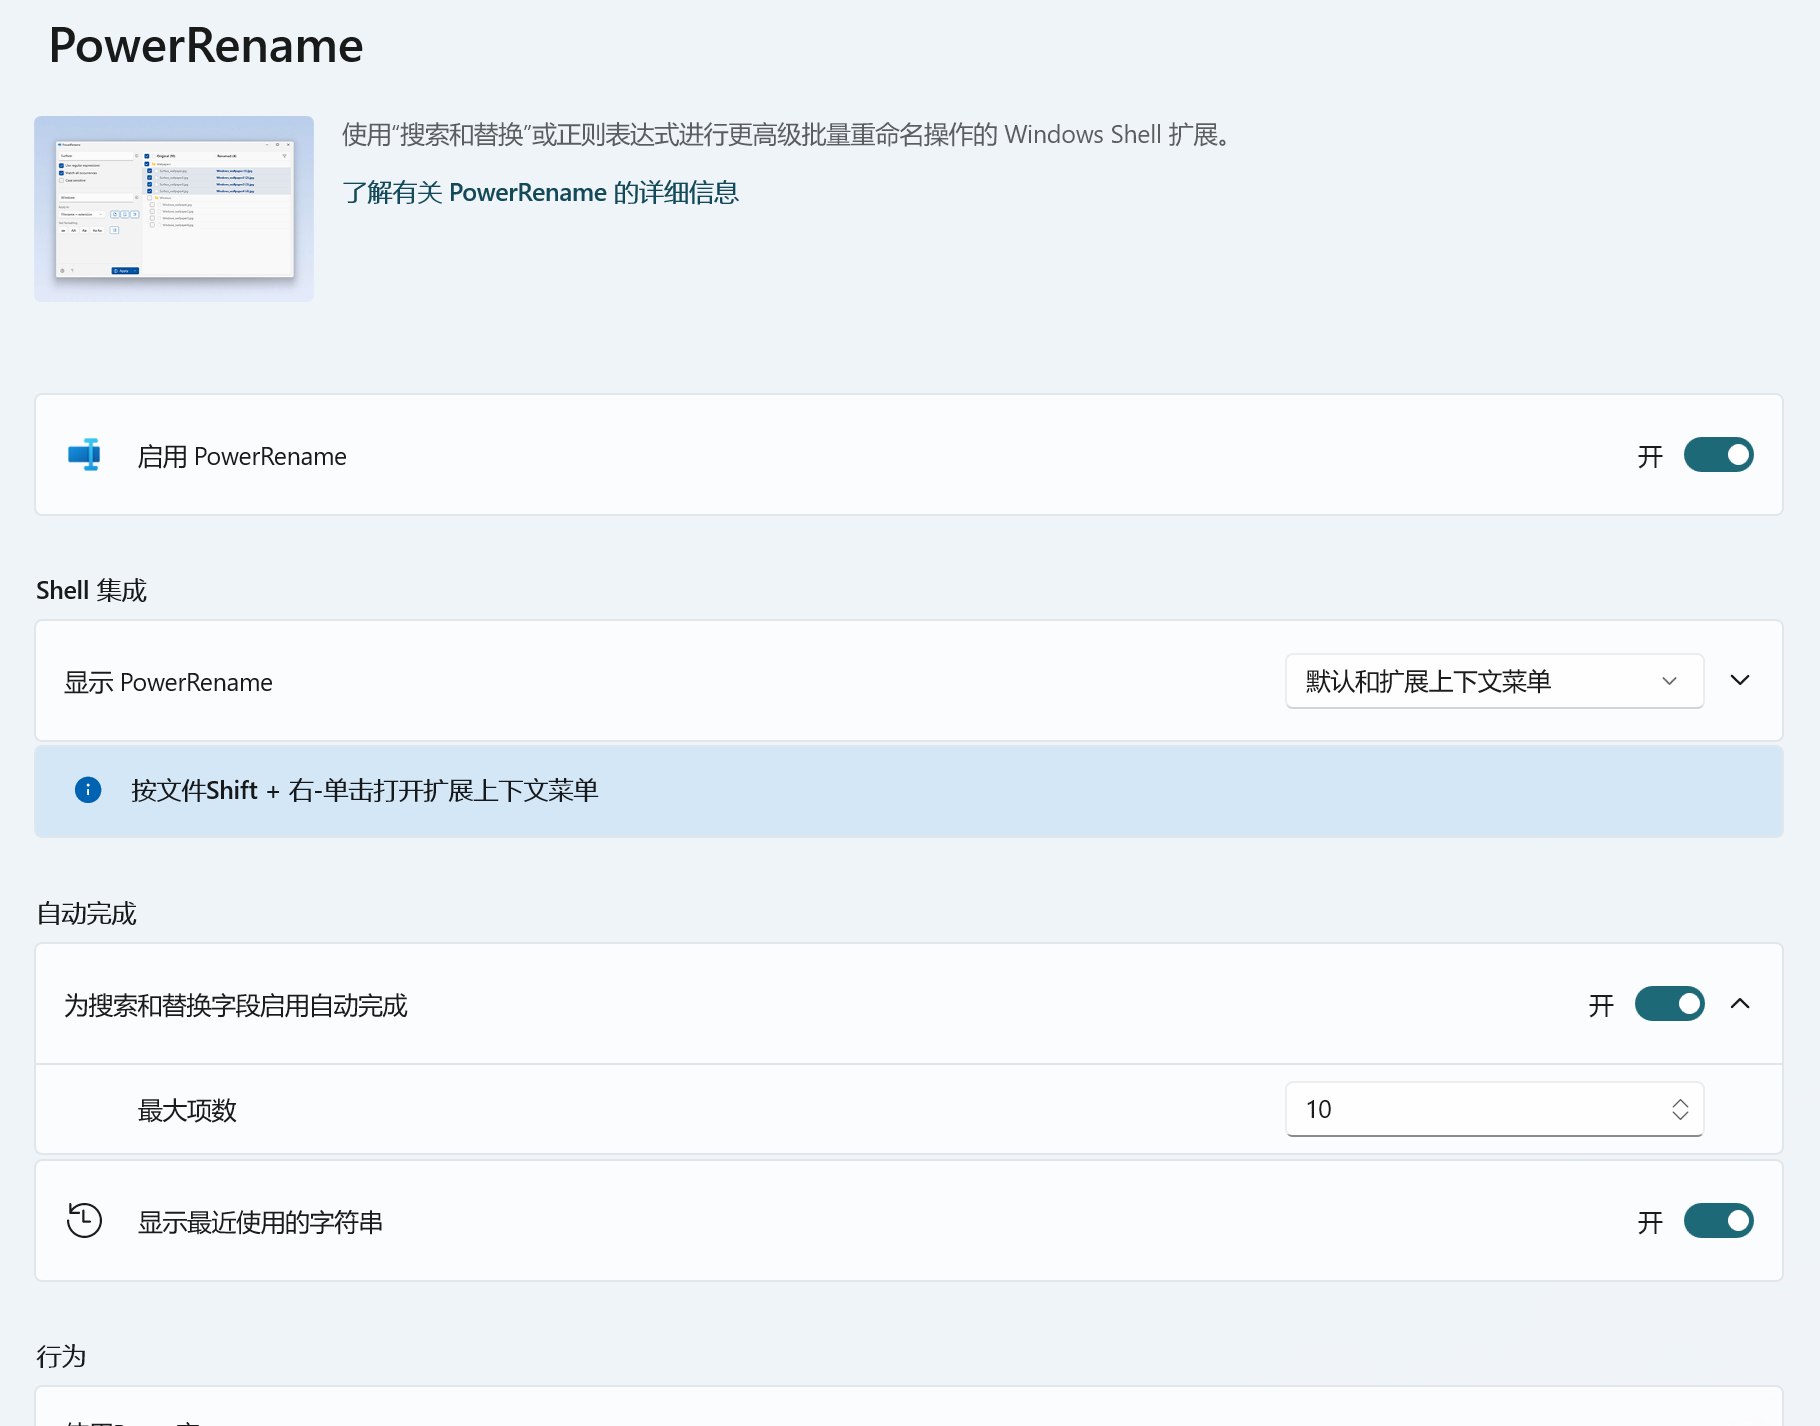 PowerRename
使用“搜索和替换”或正则表达式进行更高级批量重命名操作的 Windows Shell 扩展。
了解有关 PowerRename 的详细信息
启用 PowerRename
开
Shell 集成
显示 PowerRename
默认和扩展上下文菜单
按文件Shift + 右-单击打开扩展上下文菜单
自动完成
为搜索和替换字段启用自动完成
开
最大项数
10
显示最近使用的字符串
开
行为